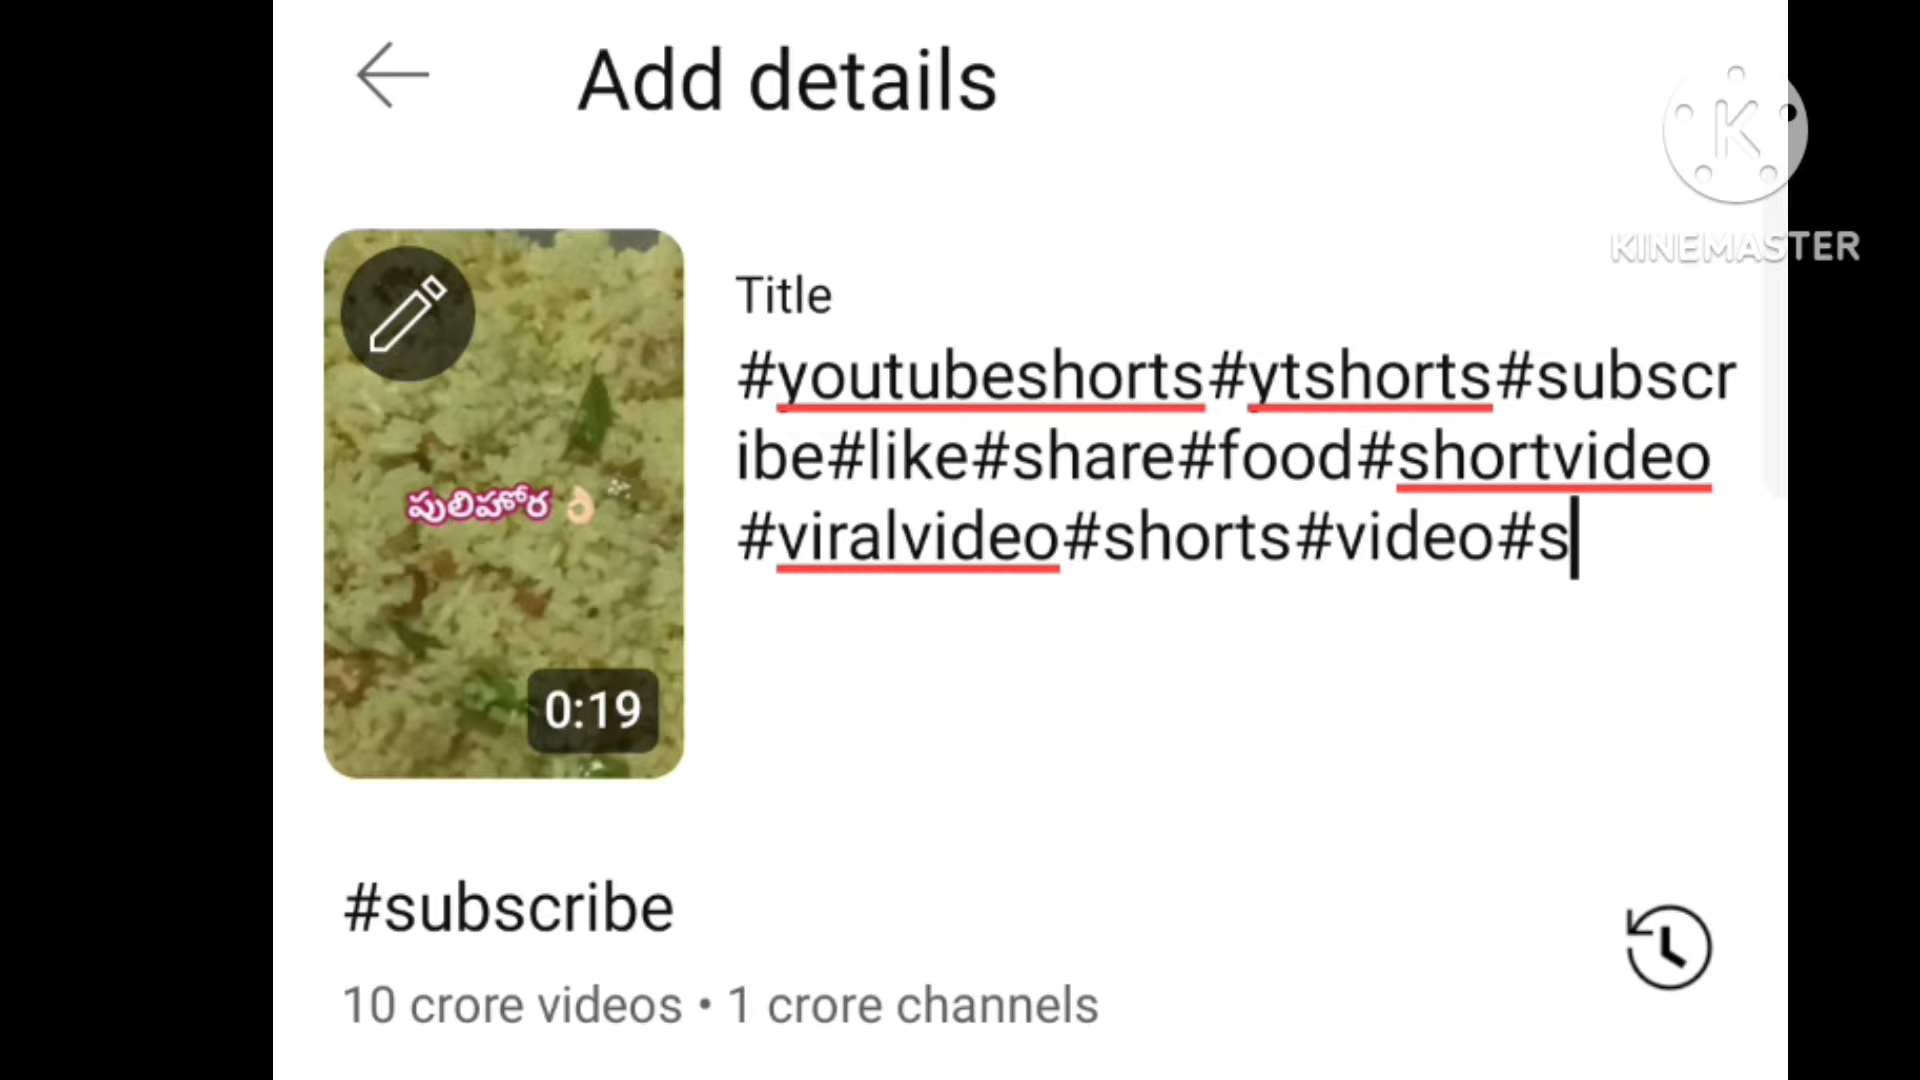 Add details
K
KINEMASTER
Title
#youtubeshorts#ytshorts#subscr
ibe#like#share#food#shortvideo
#viralvideo#shorts#video#s
పులిహోర👌
0:19
#subscribe
10 crore videos • 1 crore channels